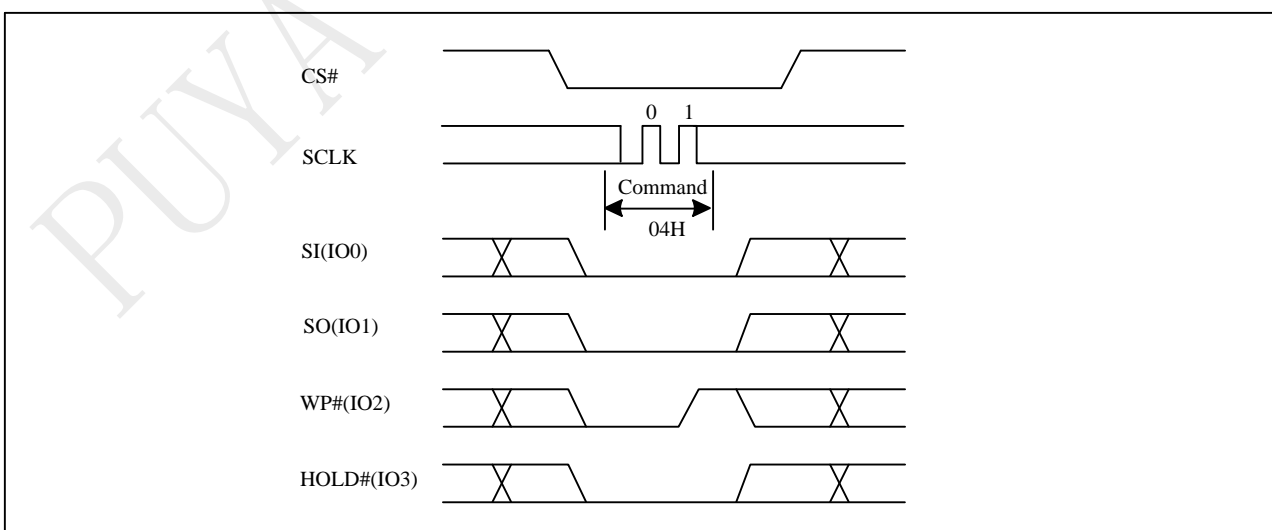 PUYA
CS#
0 1
SCLK
Command
04H
SI(IO0)
SO(IO1)
WP#(IO2)
HOLD#(IO3)